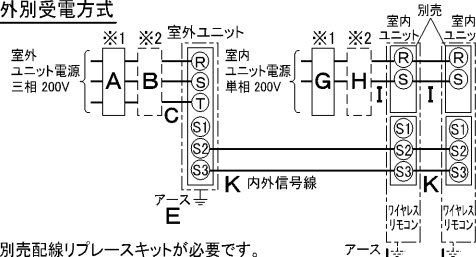 外別受電方式
※1
※2
室外ユニット
室外
ユニット電源
三相 200V
A
B
C
R
S
T
S1
S2
S3
アース
E
室内
ユニット電源
単相 200V
※1
※2
G
H
I
別売
室内
ユニット
R
S
S1
S2
S3
I
室内
ユニット
R
S
S1
S2
S3
K 内外信号線
K
ワイヤレス
リモコン
ワイヤレス
リモコン
アース
別売配線リプレースキットが必要です。